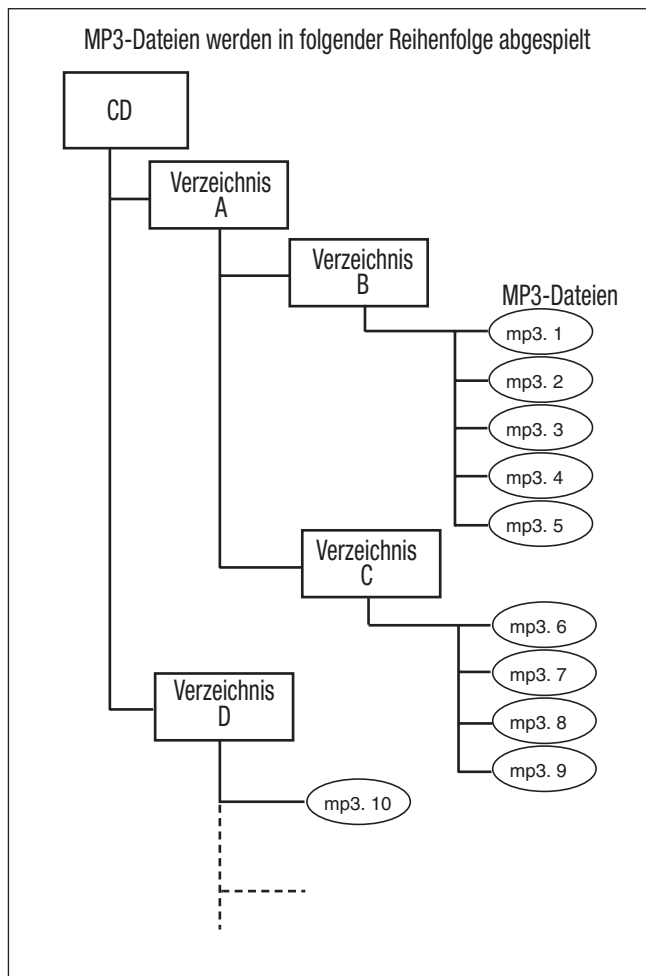 MP3-Dateien werden in folgender Reihenfolge abgespielt
CD
Verzeichnis
A
Verzeichnis
B
MP3-Dateien
mp3. 1
mp3. 2
mp3. 3
mp3. 4
mp3. 5
Verzeichnis
C
mp3. 6
mp3. 7
mp3. 8
mp3. 9
Verzeichnis
D
mp3. 10